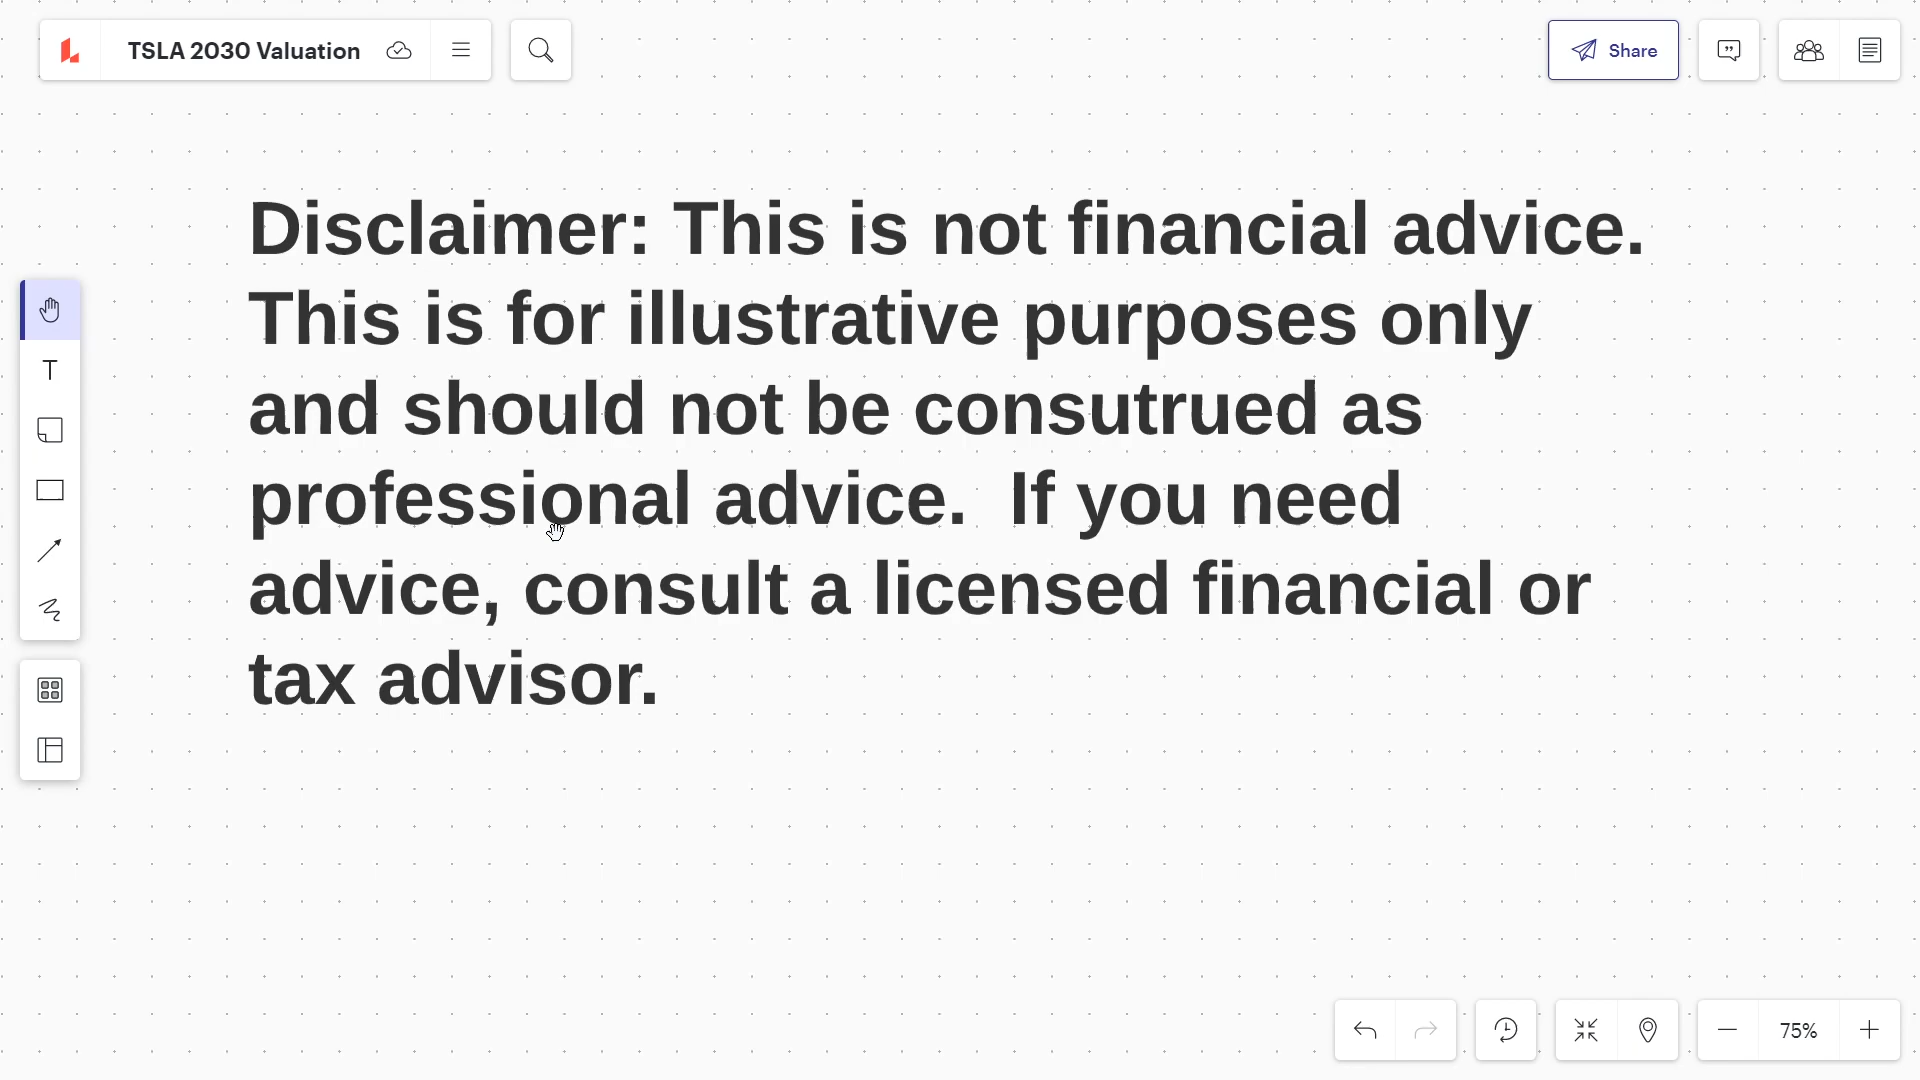 TSLA 2030 Valuation
Share
Disclaimer: This is not financial advice.
This is for illustrative purposes only
and should not be consutrued as
professional advice.  If you need
advice, consult a licensed financial or
tax advisor.
75%